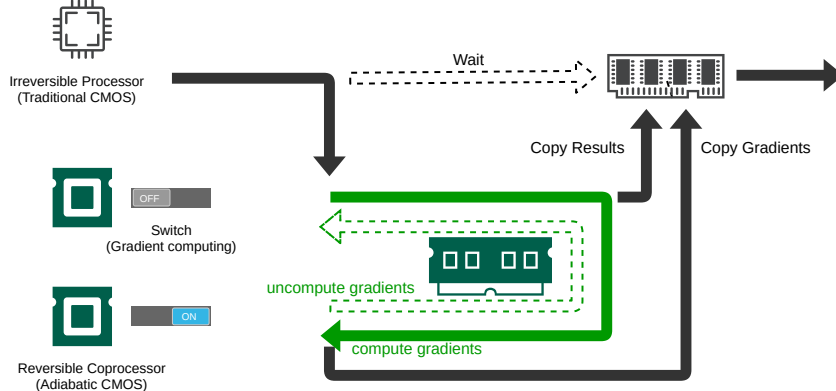 Wait
Irreversible Processor
(Traditional CMOS)
Copy Results
Copy Gradients
OFF
Switch
(Gradient computing)
uncompute gradients
ON
compute gradients
Reversible Coprocessor
(Adiabatic CMOS)